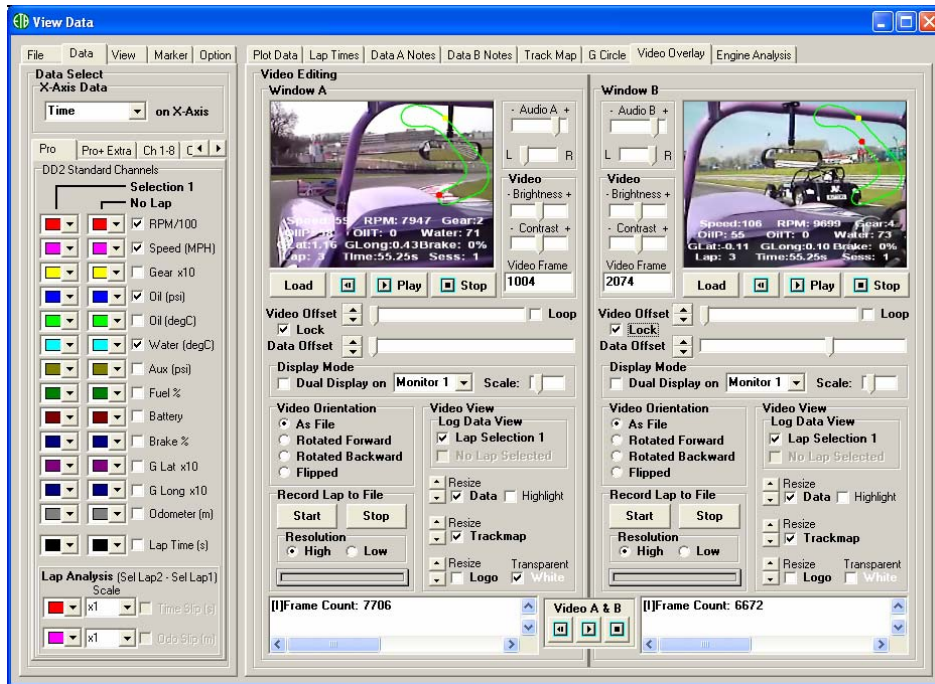 ETB View Data
File Data View Marker Option
Plot Data Lap Times Data A Notes Data B Notes Track Map G Circle Video Overlay Engine Analysis
Data Select
X-Axis Data
Time on X-Axis
Pro Pro+ Extra Ch 1-8
DD2 Standard Channels
Selection 1
No Lap
RPM/100
Speed (MPH)
Gear x10
Oil (psi)
Oil (degC)
Water (degC)
Aux (psi)
Fuel %
Battery
Brake %
G Lat x10
G Long x10
Odometer (m)
Lap Time (s)
Lap Analysis (Sel Lap2 - Sel Lap1)
Scale
x1 Time Slip (s)
x1 Odo Slip (m)
Video Editing
Window A
Speed: 59 RPM: 7947 Gear:2
OilP: OilT: 0 Water: 71
GLat:1.16 GLong:0.43 Brake: 0%
Lap: 3 Time:55.25s Sess: 1
- Audio A +
L R
Video
- Brightness +
- Contrast +
Video Frame
1004
Load Play Stop
Video Offset Loop
Lock
Data Offset
Display Mode
Dual Display on Monitor 1 Scale:
Video Orientation
As File
Rotated Forward
Rotated Backward
Flipped
Record Lap to File
Start Stop
Resolution
High Low
Video View
Log Data View
Lap Selection 1
No Lap Selected
Resize
Data Highlight
Resize
Trackmap
Resize Transparent
Logo White
[I]Frame Count: 7706
Video A & B
Window B
- Audio B +
L R
Video
- Brightness +
- Contrast +
Video Frame
2074
Speed:106 RPM: 9699 Gear:4
OilP: 55 OilT: 0 Water: 73
GLat:-0.11 GLong:0.10 Brake: 0%
Lap: 3 Time:55.25s Sess: 1
Load Play Stop
Video Offset Loop
Lock
Data Offset
Display Mode
Dual Display on Monitor 1 Scale:
Video Orientation
As File
Rotated Forward
Rotated Backward
Flipped
Record Lap to File
Start Stop
Resolution
High Low
Video View
Log Data View
Lap Selection 1
No Lap Selected
Resize
Data Highlight
Resize
Trackmap
Resize Transparent
Logo White
[I]Frame Count: 6672